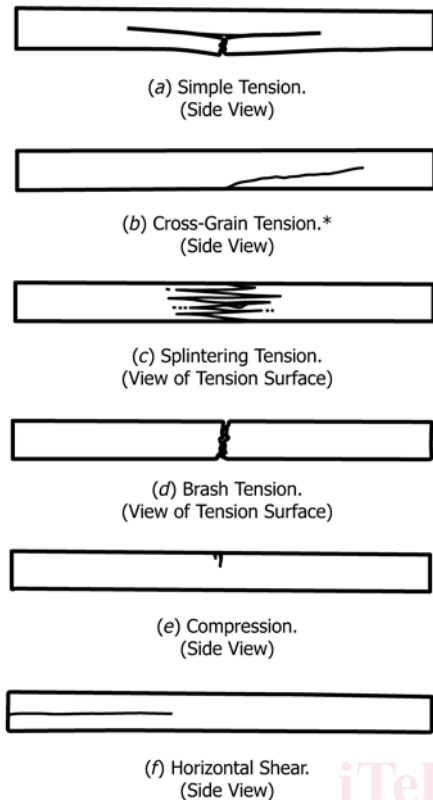 (a) Simple Tension.
(Side View)
(b) Cross-Grain Tension.*
(Side View)
(c) Splintering Tension.
(View of Tension Surface)
(d) Brash Tension.
(View of Tension Surface)
(e) Compression.
(Side View)
(f) Horizontal Shear.
(Side View)
iTeh